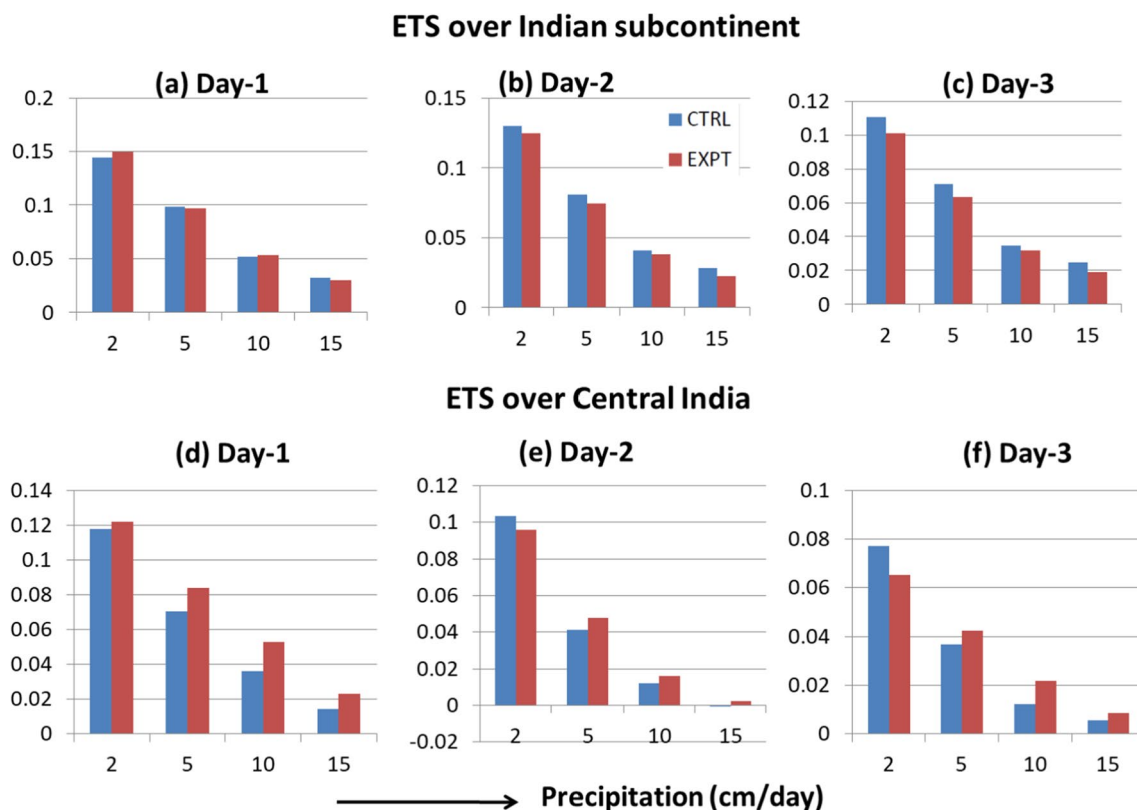 ETS over Indian subcontinent
(a) Day-1
0.2
0.15
0.1
0.05
0
2 5 10 15
(b) Day-2
0.15
0.1
0.05
0
CTRL
EXPT
2 5 10 15
(c) Day-3
0.12
0.1
0.08
0.06
0.04
0.02
0
2 5 10 15
ETS over Central India
(d) Day-1
0.14
0.12
0.1
0.08
0.06
0.04
0.02
0
2 5 10 15
(e) Day-2
0.12
0.1
0.08
0.06
0.04
0.02
0
-0.02
2 5 10 15
(f) Day-3
0.1
0.08
0.06
0.04
0.02
0
2 5 10 15
Precipitation (cm/day)